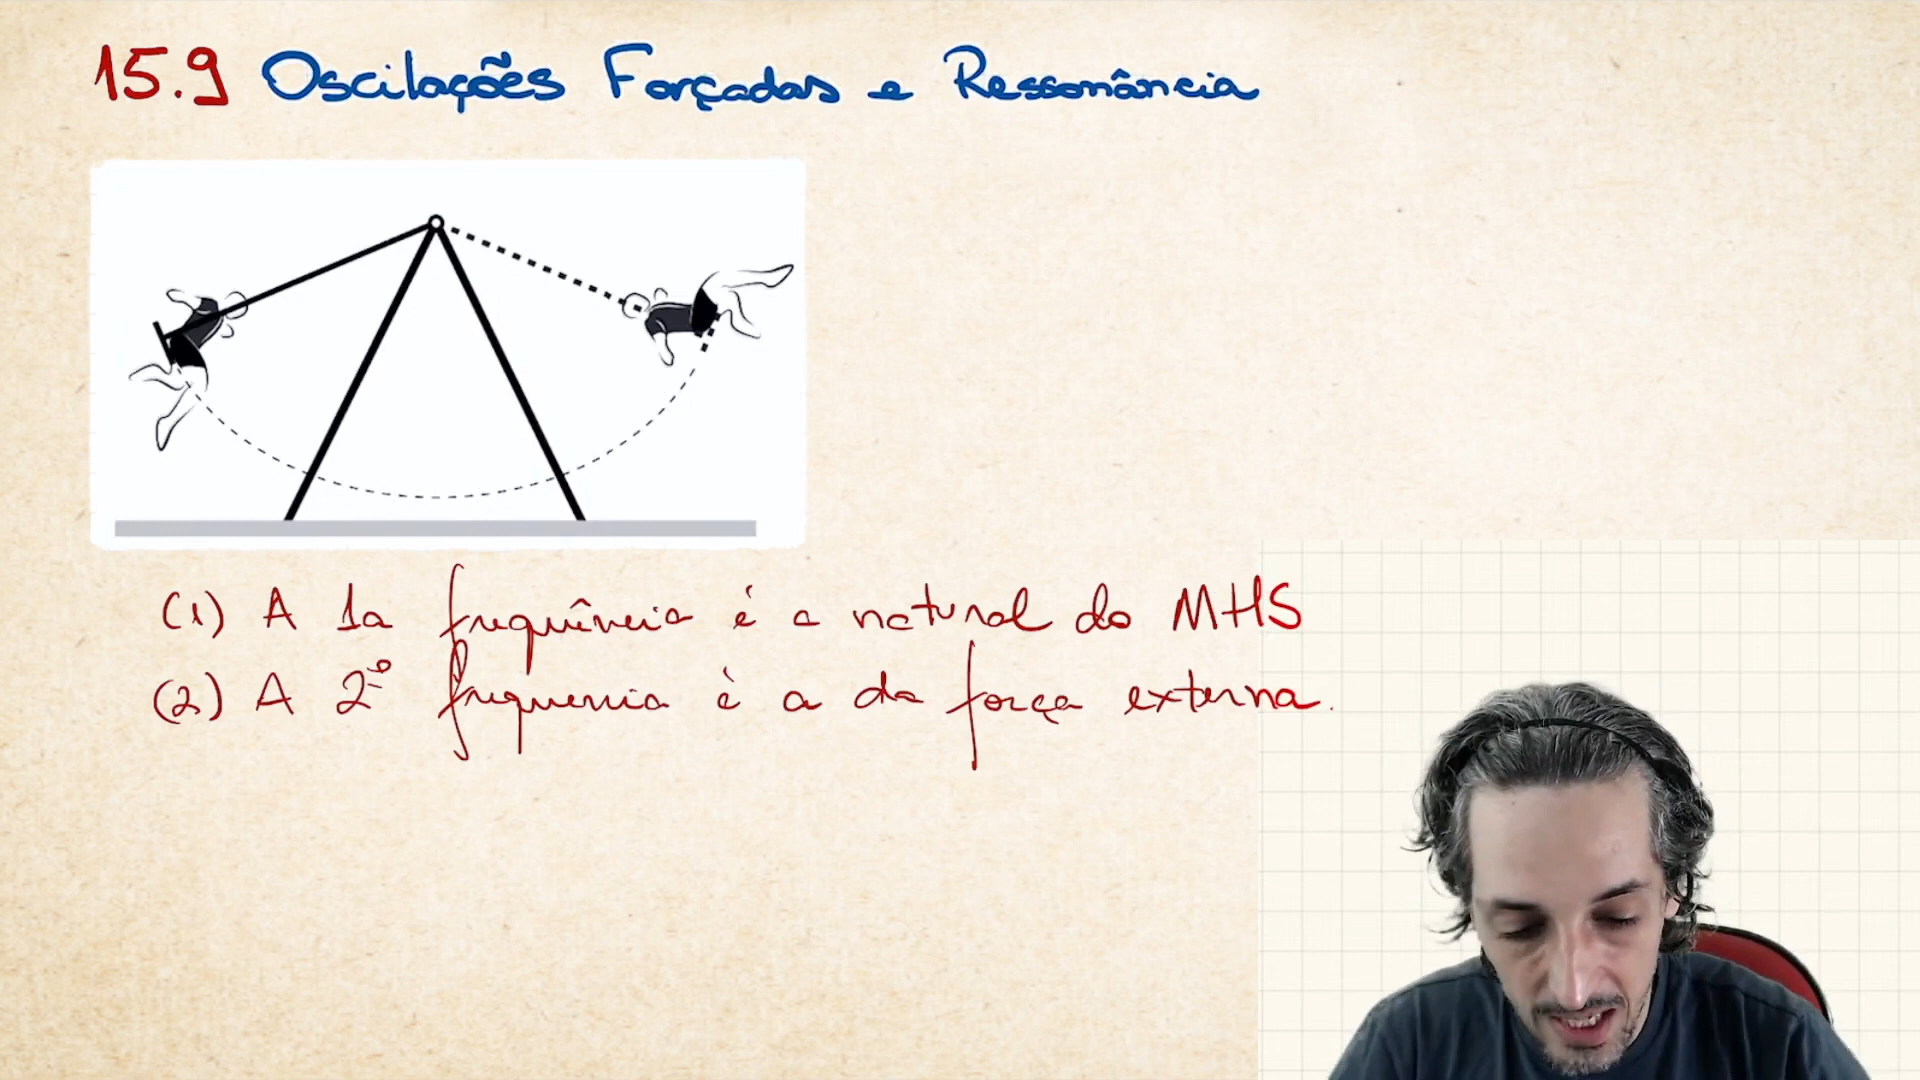 15.9 Oscilações Forçadas e Ressonância
(1) A 1a frequência é a natural do MHS
(2) A 2º frequencia é a da força externa.